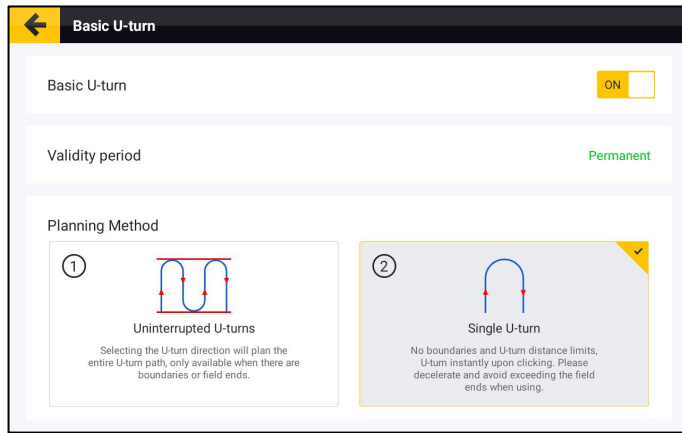 Basic U-turn
Basic U-turn
ON
Validity period
Permanent
Planning Method
1
Uninterrupted U-turns
Selecting the U-turn direction will plan the
entire U-turn path, only available when there are
boundaries or field ends.
2
Single U-turn
No boundaries and U-turn distance limits,
U-turn instantly upon clicking. Please
decelerate and avoid exceeding the field
ends when using.